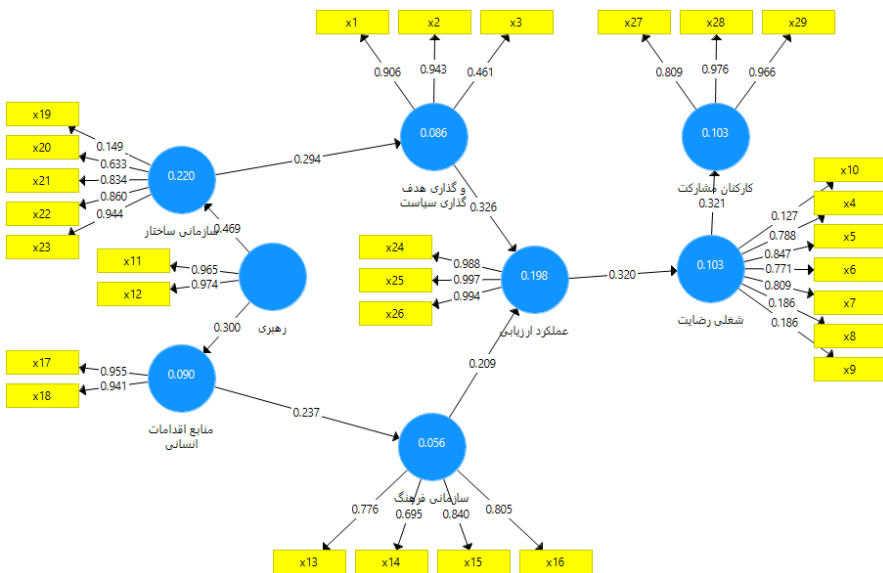 x1
x2
x3
x27
x28
x29
0.906
0.943
0.461
0.809
0.976
0.966
x19
x20
x21
x22
x23
0.149
0.633
0.834
0.860
0.944
0.220
سازمانی ساختار
0.294
0.086
و گذاری هدف
گذاری سیاست
0.326
0.103
کارکنان مشارکت
0.321
x10
x4
x5
x6
x7
x8
x9
0.127
0.788
0.847
0.771
0.809
0.186
0.186
0.103
شغلی رضایت
0.469
x11
x12
0.965
0.974
رهبری
0.300
x24
x25
x26
0.988
0.997
0.994
0.198
عملکرد ارزیابی
0.320
x17
x18
0.955
0.941
0.090
منابع اقدامات
انسانی
0.237
0.209
0.056
سازمانی فرهنگ
0.776
0.695
0.840
0.805
x13
x14
x15
x16